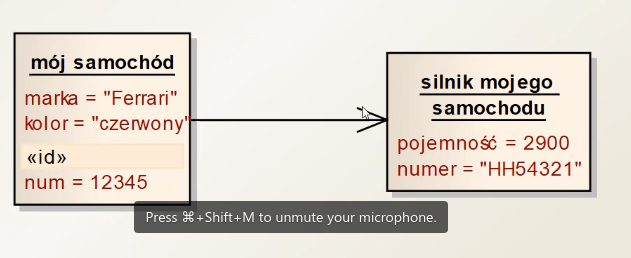 mój samochód
marka = "Ferrari"
kolor = "czerwony"
«id»
num = 12345
silnik mojego
samochodu
pojemność = 2900
numer = "HH54321"
Press ⌘+Shift+M to unmute your microphone.